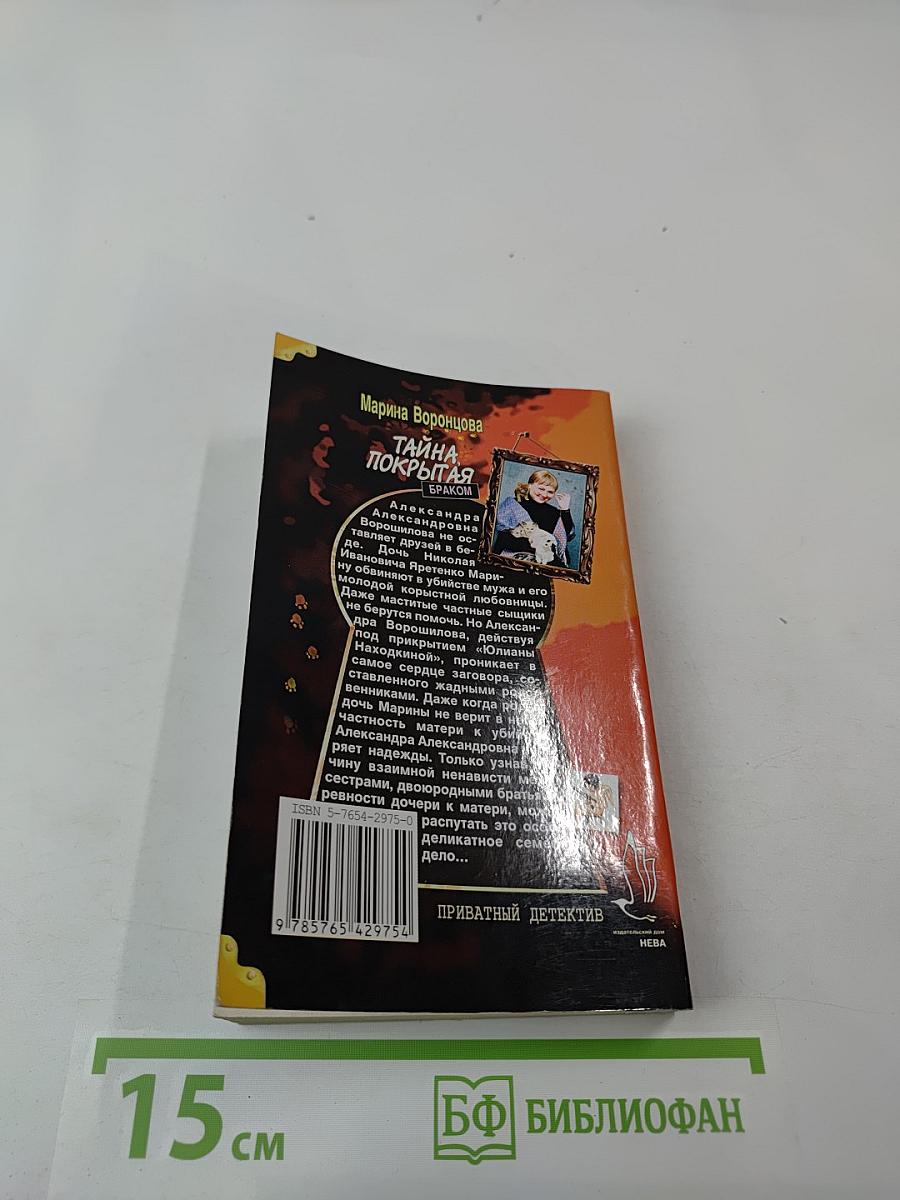 Марина Воронцова
ТАЙНА,
ПОКРЫТАЯ
БРАКОМ
Александра
Александровна
Ворошилова не ос-
тавляет друзей в бе-
де. Дочь Николая
Ивановича Яретенко Мари-
ну обвиняют в убийстве мужа и его
молодой корыстной любовницы.
Даже маститые частные сыщики
не берутся помочь. Но Алексан-
дра Ворошилова, действуя
под прикрытием «Юлианы
Находкиной», проникает в
самое сердце заговора, со-
ставленного жадными
венниками. Даже когда
дочь Марины не верит в
частность матери к
Александра Александровна
ряет надежды. Только
чину взаимной ненависти
сестрами, двоюродными
ревности дочери к матери,
распутать это
деликатное
дело...
ISBN 5-7654-2975-0
9 785765 429754
ПРИВАТНЫЙ ДЕТЕКТИВ
ИЗДАТЕЛЬСКИЙ ДОМ
НЕВА
15 см
БФ БИБЛИОФАН